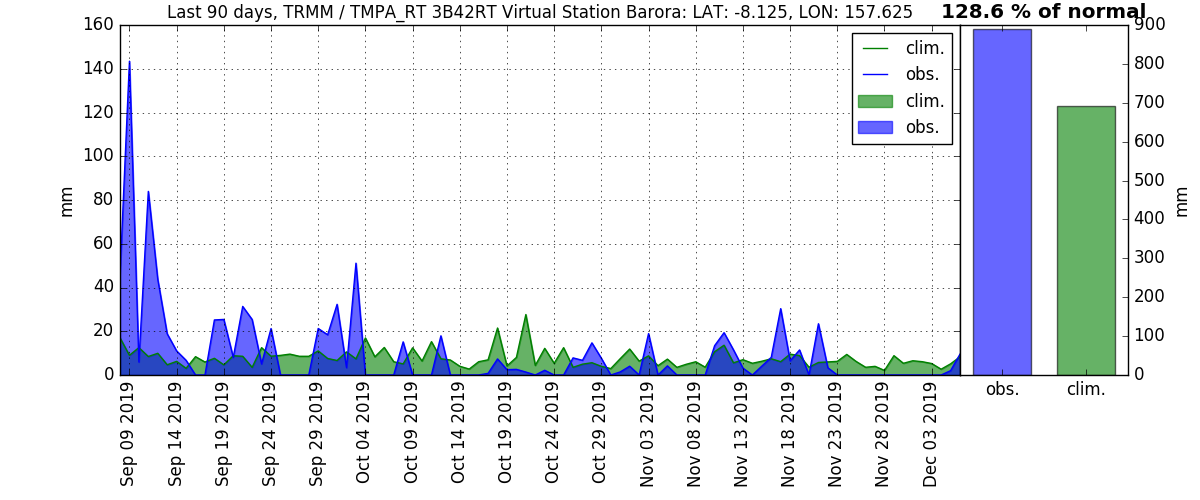 Last 90 days, TRMM / TMPA_RT 3B42RT Virtual Station Barora: LAT: -8.125, LON: 157.625
128.6 % of normal
160
140
120
100
80
60
40
20
0
mm
clim.
obs.
clim.
obs.
900
800
700
600
500
400
300
200
100
0
mm
obs.
clim.
Sep 09 2019
Sep 14 2019
Sep 19 2019
Sep 24 2019
Sep 29 2019
Oct 04 2019
Oct 09 2019
Oct 14 2019
Oct 19 2019
Oct 24 2019
Oct 29 2019
Nov 03 2019
Nov 08 2019
Nov 13 2019
Nov 18 2019
Nov 23 2019
Nov 28 2019
Dec 03 2019